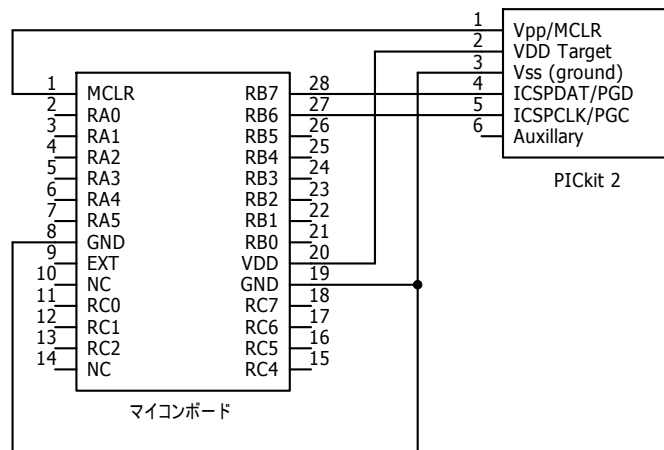 1 Vpp/MCLR
2 VDD Target
3 Vss (ground)
4 ICSPDAT/PGD
5 ICSPCLK/PGC
6 Auxillary
PICkit 2
1 MCLR RB7 28
2 RA0 RB6 27
3 RA1 RB5 26
4 RA2 RB4 25
5 RA3 RB3 24
6 RA4 RB2 23
7 RA5 RB1 22
8 GND RB0 21
9 EXT VDD 20
10 NC GND 19
11 RC0 RC7 18
12 RC1 RC6 17
13 RC2 RC5 16
14 NC RC4 15
マイコンボード